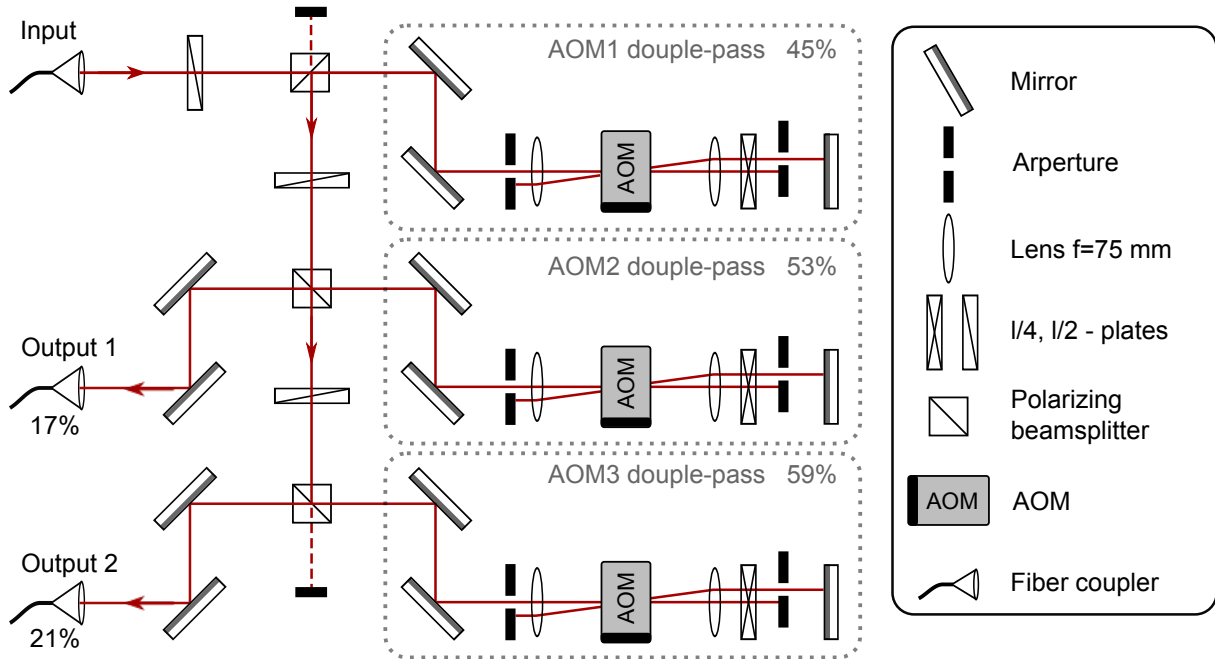 Input
AOM1 douple-pass 45%
AOM
AOM2 douple-pass 53%
AOM
Output 1
17%
AOM3 douple-pass 59%
AOM
Output 2
21%
Mirror
Arperture
Lens f=75 mm
l/4, l/2 - plates
Polarizing
beamsplitter
AOM AOM
Fiber coupler